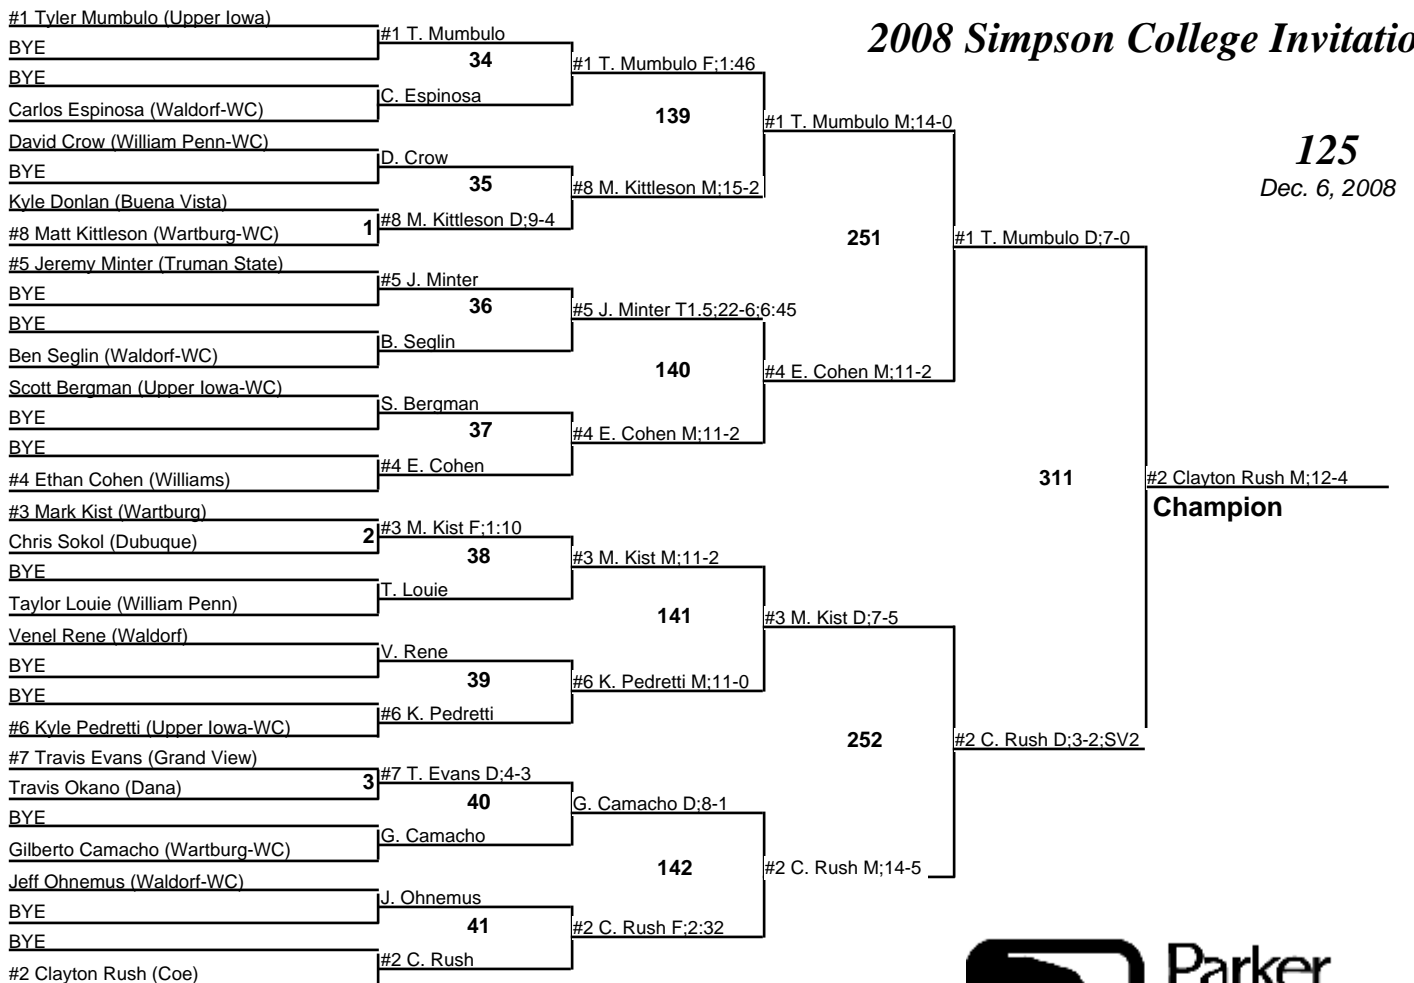 2008 Simpson College Invitatio
125
Dec. 6, 2008
#1 Tyler Mumbulo (Upper Iowa)
BYE
BYE
Carlos Espinosa (Waldorf-WC)
David Crow (William Penn-WC)
BYE
Kyle Donlan (Buena Vista)
#8 Matt Kittleson (Wartburg-WC)
1
#5 Jeremy Minter (Truman State)
BYE
BYE
Ben Seglin (Waldorf-WC)
Scott Bergman (Upper Iowa-WC)
BYE
BYE
#4 Ethan Cohen (Williams)
#3 Mark Kist (Wartburg)
Chris Sokol (Dubuque)
2
BYE
Taylor Louie (William Penn)
Venel Rene (Waldorf)
BYE
BYE
#6 Kyle Pedretti (Upper Iowa-WC)
#7 Travis Evans (Grand View)
Travis Okano (Dana)
3
BYE
Gilberto Camacho (Wartburg-WC)
Jeff Ohnemus (Waldorf-WC)
BYE
BYE
#2 Clayton Rush (Coe)
#1 T. Mumbulo
34
C. Espinosa
D. Crow
35
#8 M. Kittleson D;9-4
#5 J. Minter
36
B. Seglin
S. Bergman
37
#4 E. Cohen
#3 M. Kist F;1:10
38
T. Louie
V. Rene
39
#6 K. Pedretti
#7 T. Evans D;4-3
40
G. Camacho
J. Ohnemus
41
#2 C. Rush
#1 T. Mumbulo F;1:46
139
#8 M. Kittleson M;15-2
#5 J. Minter T1.5;22-6;6:45
140
#4 E. Cohen M;11-2
#3 M. Kist M;11-2
141
#6 K. Pedretti M;11-0
G. Camacho D;8-1
142
#2 C. Rush F;2:32
#1 T. Mumbulo M;14-0
251
#4 E. Cohen M;11-2
#3 M. Kist D;7-5
252
#2 C. Rush M;14-5
#1 T. Mumbulo D;7-0
311
#2 C. Rush D;3-2;SV2
#2 Clayton Rush M;12-4
Champion
Parker